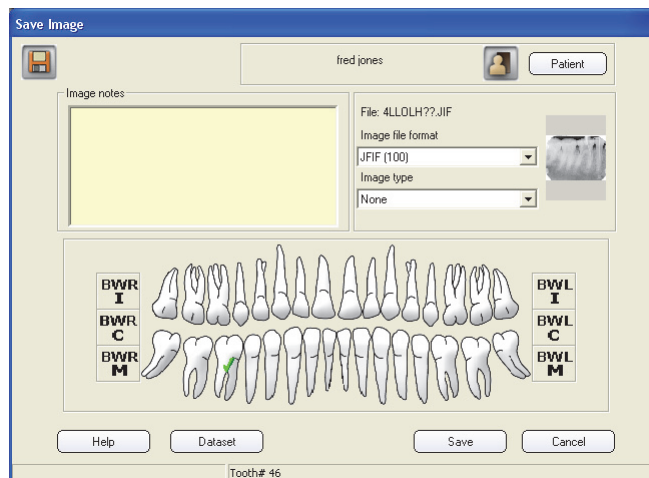 Save Image
fred jones
Patient
Image notes
File: 4LLOLH??.JIF
Image file format
JFIF (100)
Image type
None
BWR
I
BWR
C
BWR
M
BWL
I
BWL
C
BWL
M
Help
Dataset
Save
Cancel
Tooth# 46